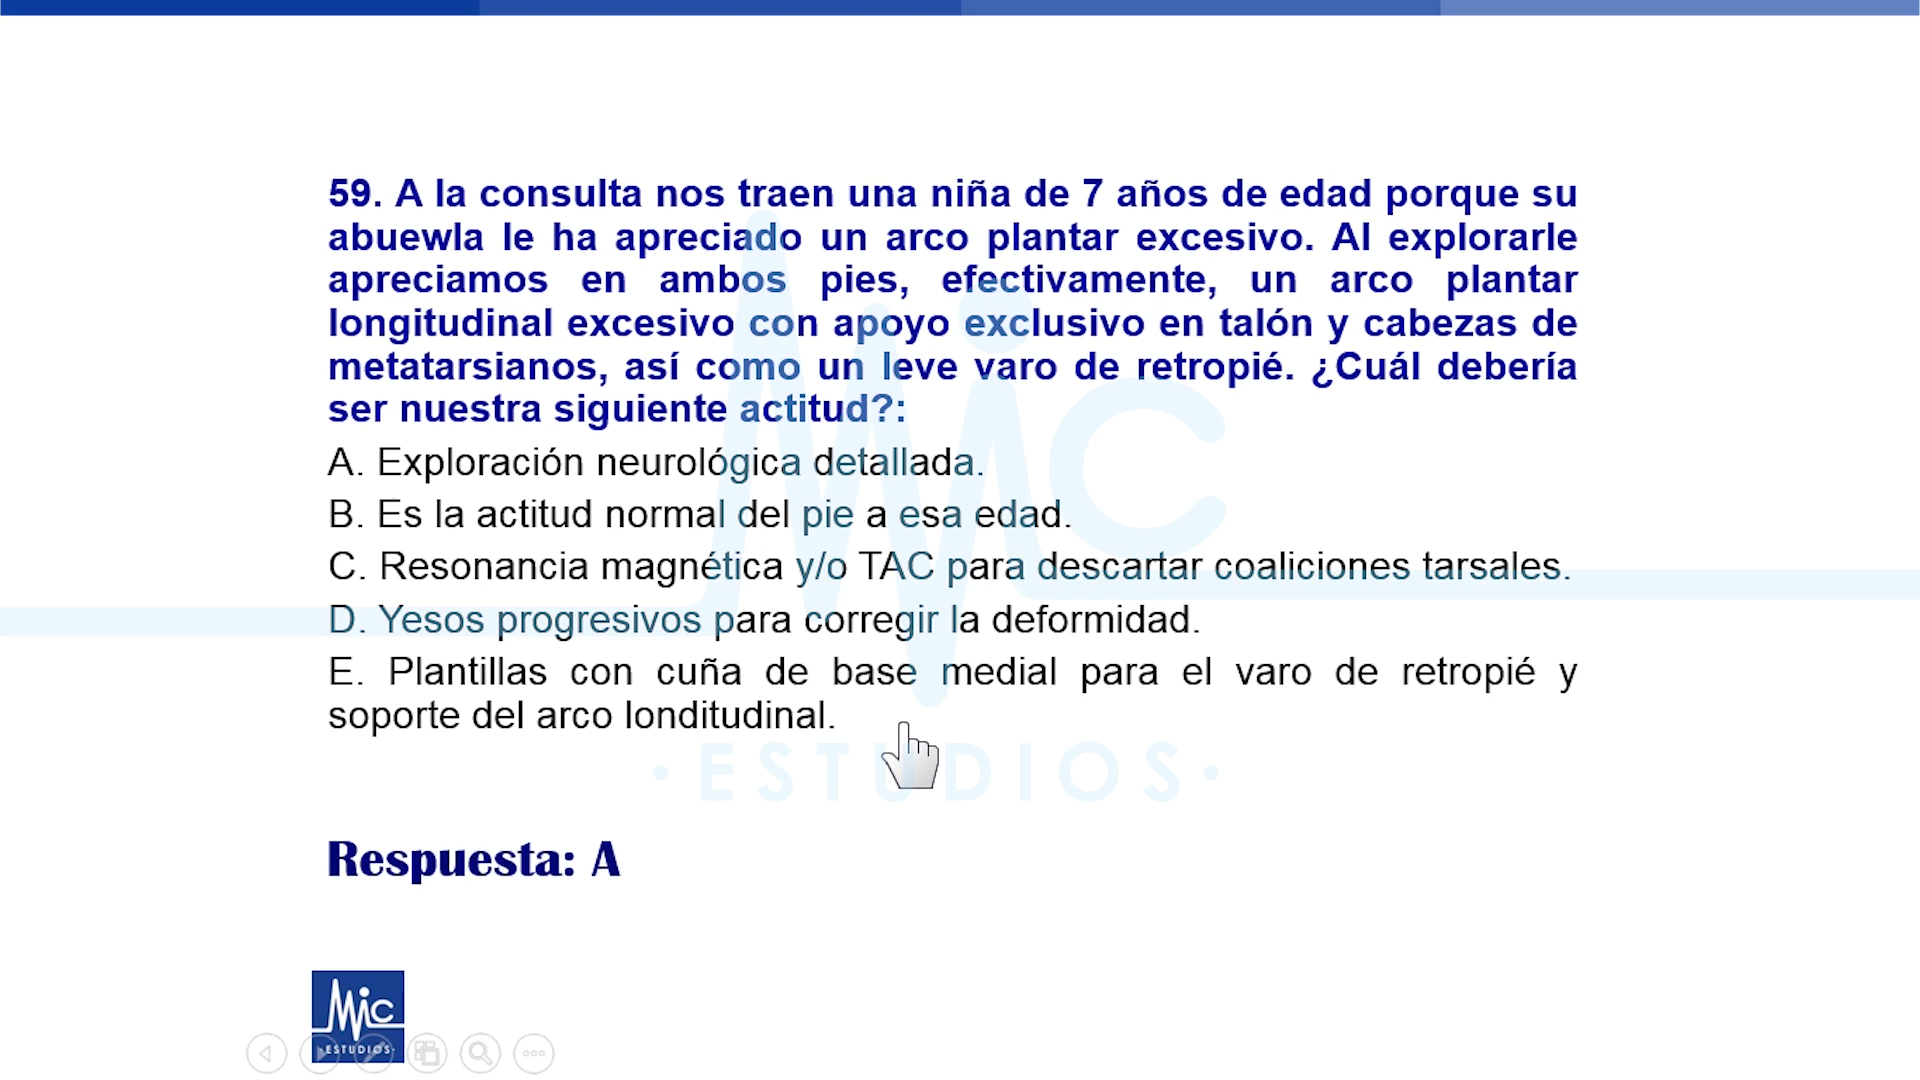 59. A la consulta nos traen una niña de 7 años de edad porque su
abuewla le ha apreciado un arco plantar excesivo. Al explorarle
apreciamos en ambos pies, efectivamente, un arco plantar
longitudinal excesivo con apoyo exclusivo en talón y cabezas de
metatarsianos, así como un leve varo de retropié. ¿Cuál debería
ser nuestra siguiente actitud?:
A. Exploración neurológica detallada.
B. Es la actitud normal del pie a esa edad.
C. Resonancia magnética y/o TAC para descartar coaliciones tarsales.
D. Yesos progresivos para corregir la deformidad.
E. Plantillas con cuña de base medial para el varo de retropié y
soporte del arco londitudinal.
MiC
·ESTUDIOS·
Respuesta: A
MiC
·ESTUDIOS·